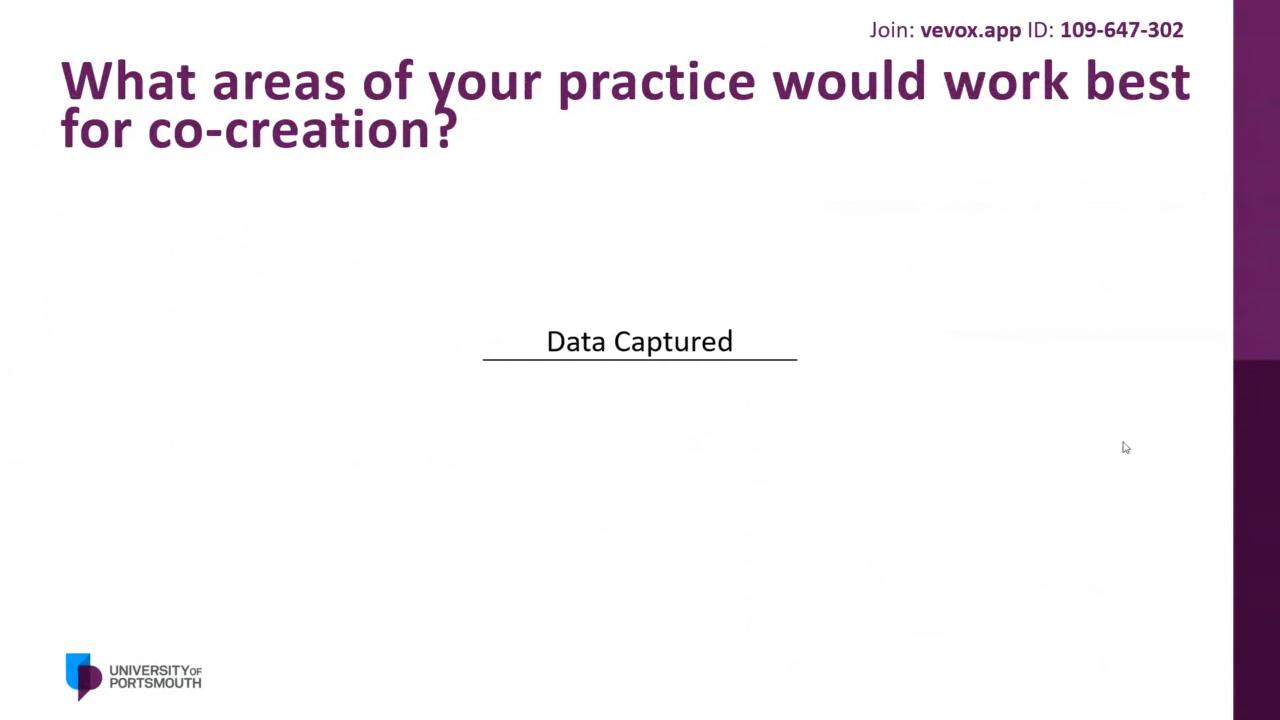 Join: vevox.app ID: 109-647-302
What areas of your practice would work best
for co-creation?
Data Captured
UNIVERSITY OF
PORTSMOUTH